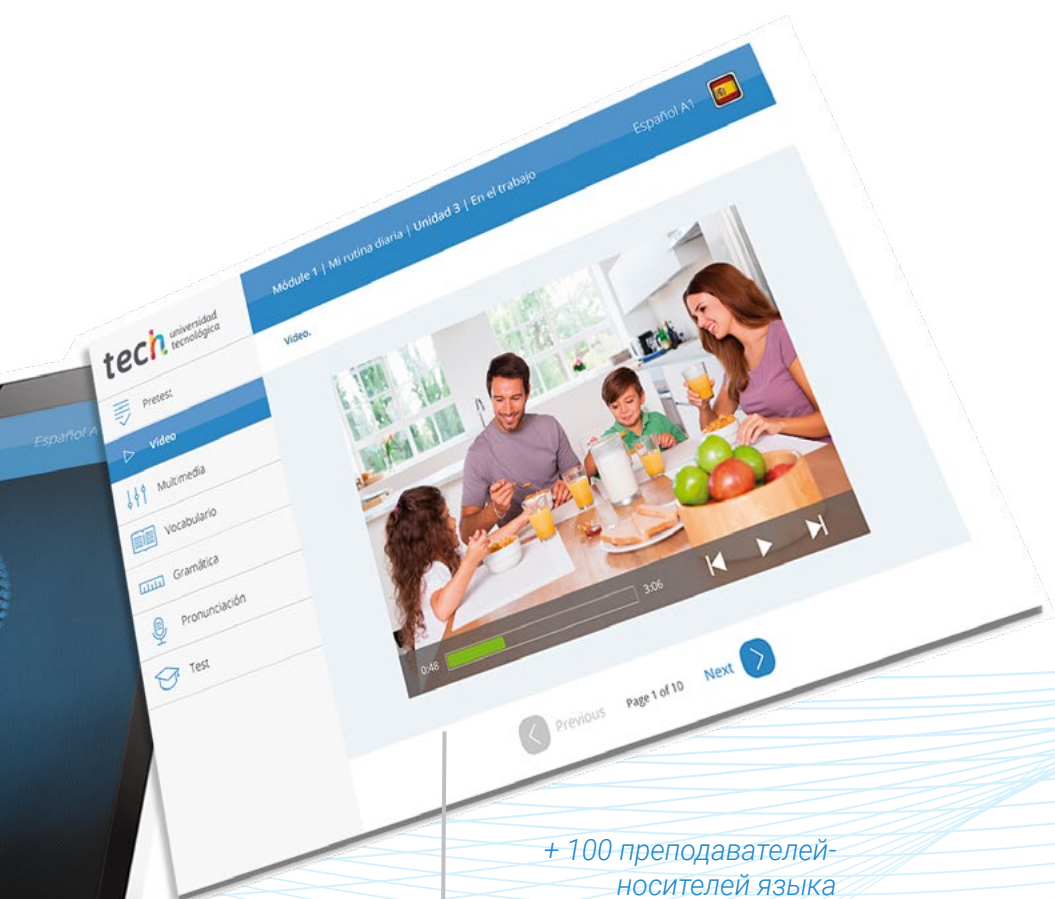 Español A1
Módule 1 | Mi rutina diaria | Unidad 3 | En el trabajo
tech universidad
tecnológica
Video.
Pretest
Video
Multimedia
Vocabulario
Gramática
Pronunciación
Test
0:48
3:06
Previous
Page 1 of 10
Next
Español A
+ 100 преподавателей-
носителей языка